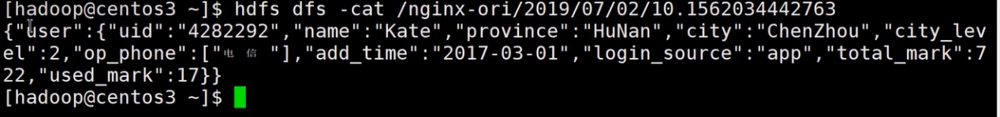 [hadoop@centos3 ~]$ hdfs dfs -cat /nginx-ori/2019/07/02/10.1562034442763
{"user":{"uid":"4282292","name":"Kate","province":"HuNan","city":"ChenZhou","city_lev
el":2,"op_phone":["电 信 "],"add_time":"2017-03-01","login_source":"app","total_mark":7
22,"used_mark":17}}
[hadoop@centos3 ~]$